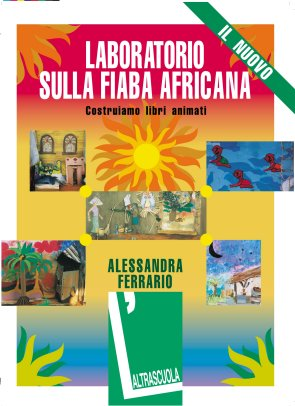 IL NUOVO
LABORATORIO
SULLA FIABA AFRICANA
Costruiamo libri animati
ALESSANDRA
FERRARIO
L'ALTRASCUOLA